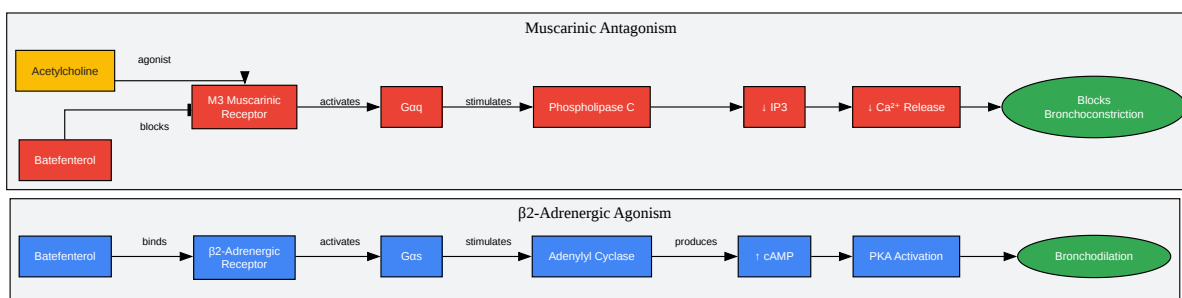 Muscarinic Antagonism
Acetylcholine
agonist
M3 Muscarinic
Receptor
activates
Gαq
stimulates
Phospholipase C
↓ IP3
↓ Ca²⁺ Release
Blocks
Bronchoconstriction
blocks
Batefenterol
β2-Adrenergic Agonism
Batefenterol
binds
β2-Adrenergic
Receptor
activates
Gαs
stimulates
Adenylyl Cyclase
produces
↑ cAMP
PKA Activation
Bronchodilation